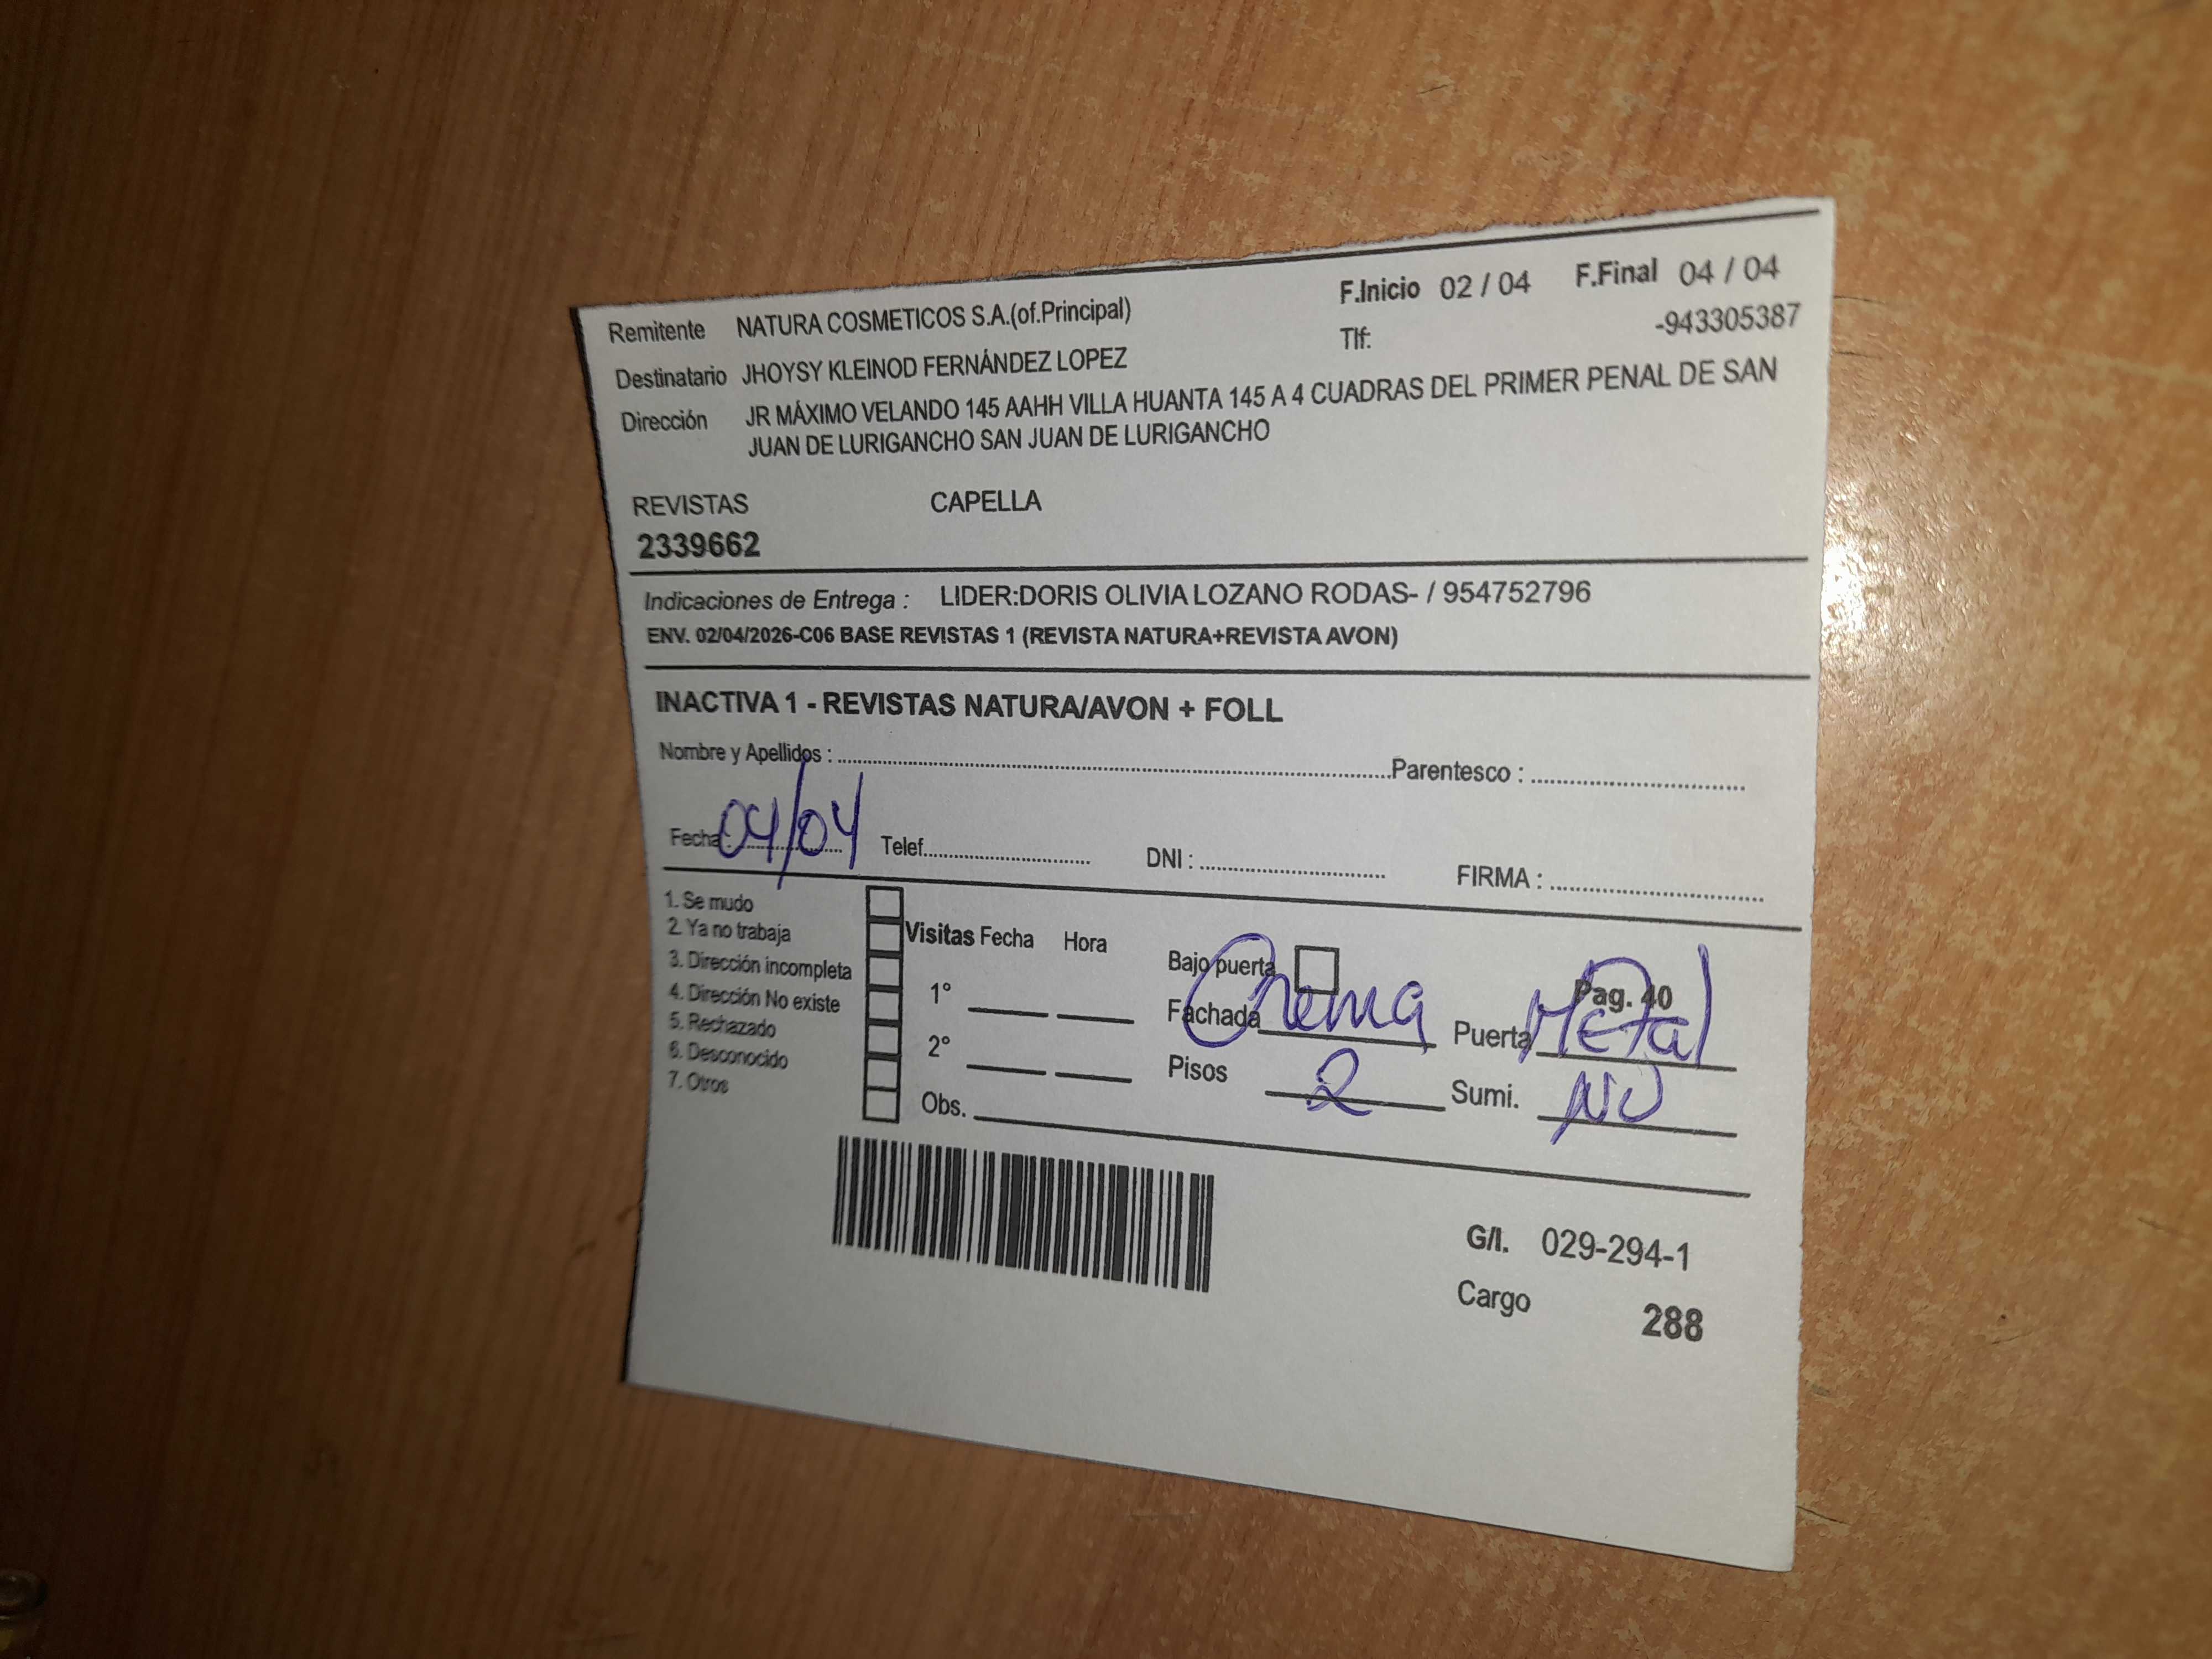 F.Inicio 02 / 04 F.Final 04 / 04
Remitente NATURA COSMETICOS S.A.(of.Principal) Tlf: -943305387
Destinatario JHOYSY KLEINOD FERNÁNDEZ LOPEZ
Dirección JR MÁXIMO VELANDO 145 AAHH VILLA HUANTA 145 A 4 CUADRAS DEL PRIMER PENAL DE SAN
JUAN DE LURIGANCHO SAN JUAN DE LURIGANCHO
REVISTAS CAPELLA
2339662
Indicaciones de Entrega : LIDER:DORIS OLIVIA LOZANO RODAS- / 954752796
ENV. 02/04/2026-C06 BASE REVISTAS 1 (REVISTA NATURA+REVISTA AVON)
INACTIVA 1 - REVISTAS NATURA/AVON + FOLL
Nombre y Apellidos : Parentesco :
Fecha : 04/04 Telef. DNI : FIRMA :
1. Se mudo
2. Ya no trabaja
3. Dirección incompleta
4. Dirección No existe
5. Rechazado
6. Desconocido
7. Otros
Visitas Fecha Hora
1°
2°
Obs.
Bajo puerta Pag. 40
Fachada Crema Puerta Metal
Pisos 2 Sumi. NO
G/I. 029-294-1
Cargo 288